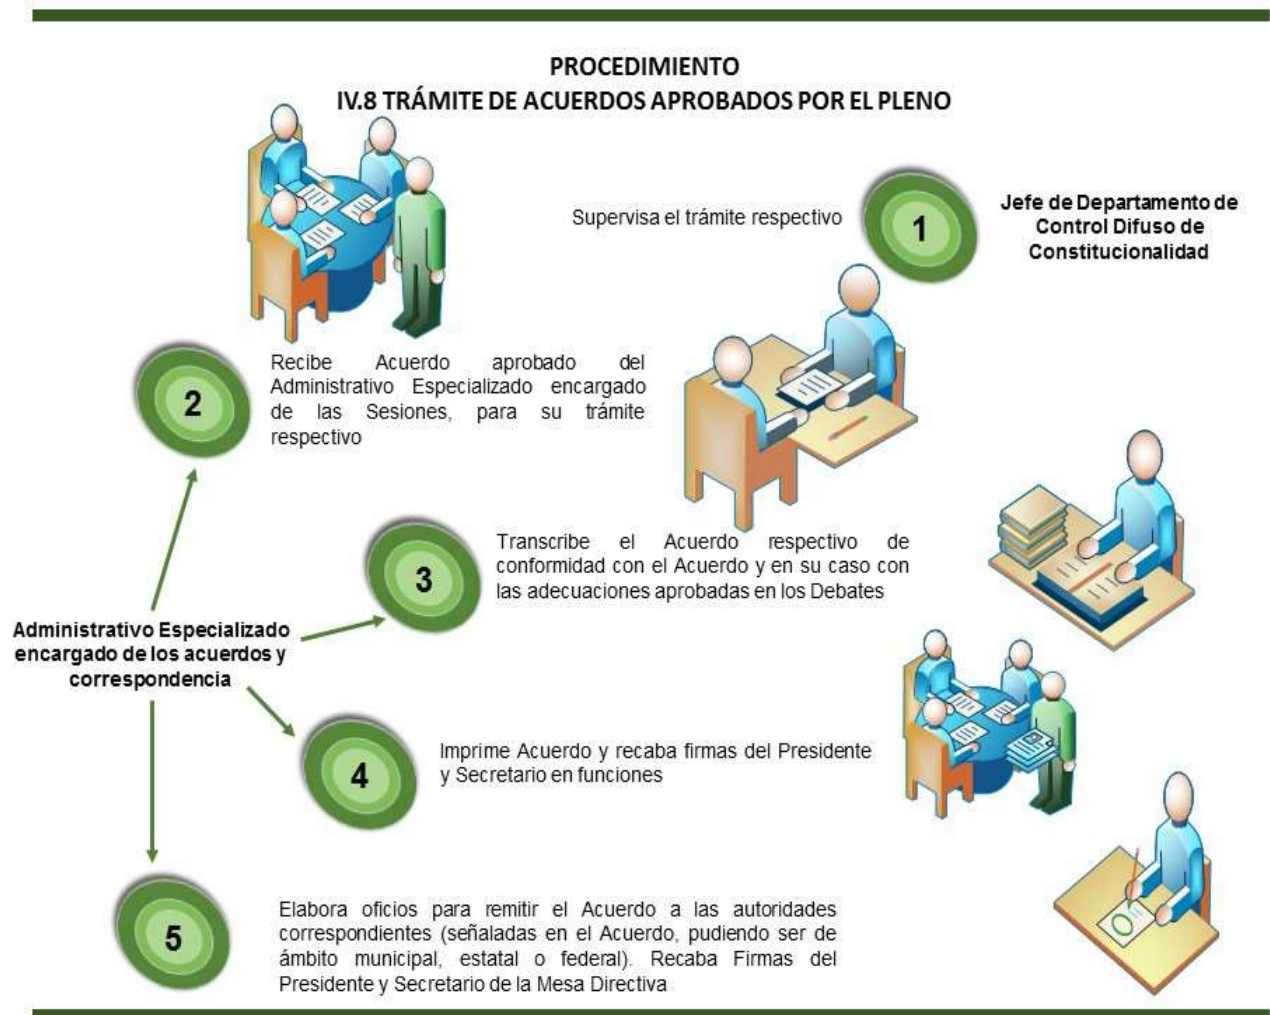 PROCEDIMIENTO
IV.8 TRÁMITE DE ACUERDOS APROBADOS POR EL PLENO
Supervisa el trámite respectivo
1
Jefe de Departamento de
Control Difuso de
Constitucionalidad
2
Recibe Acuerdo aprobado del
Administrativo Especializado encargado
de las Sesiones, para su trámite
respectivo
3
Transcribe el Acuerdo respectivo de
conformidad con el Acuerdo y en su caso con
las adecuaciones aprobadas en los Debates
Administrativo Especializado
encargado de los acuerdos y
correspondencia
4
Imprime Acuerdo y recaba firmas del Presidente
y Secretario en funciones
5
Elabora oficios para remitir el Acuerdo a las autoridades
correspondientes (señaladas en el Acuerdo, pudiendo ser de
ámbito municipal, estatal o federal). Recaba Firmas del
Presidente y Secretario de la Mesa Directiva